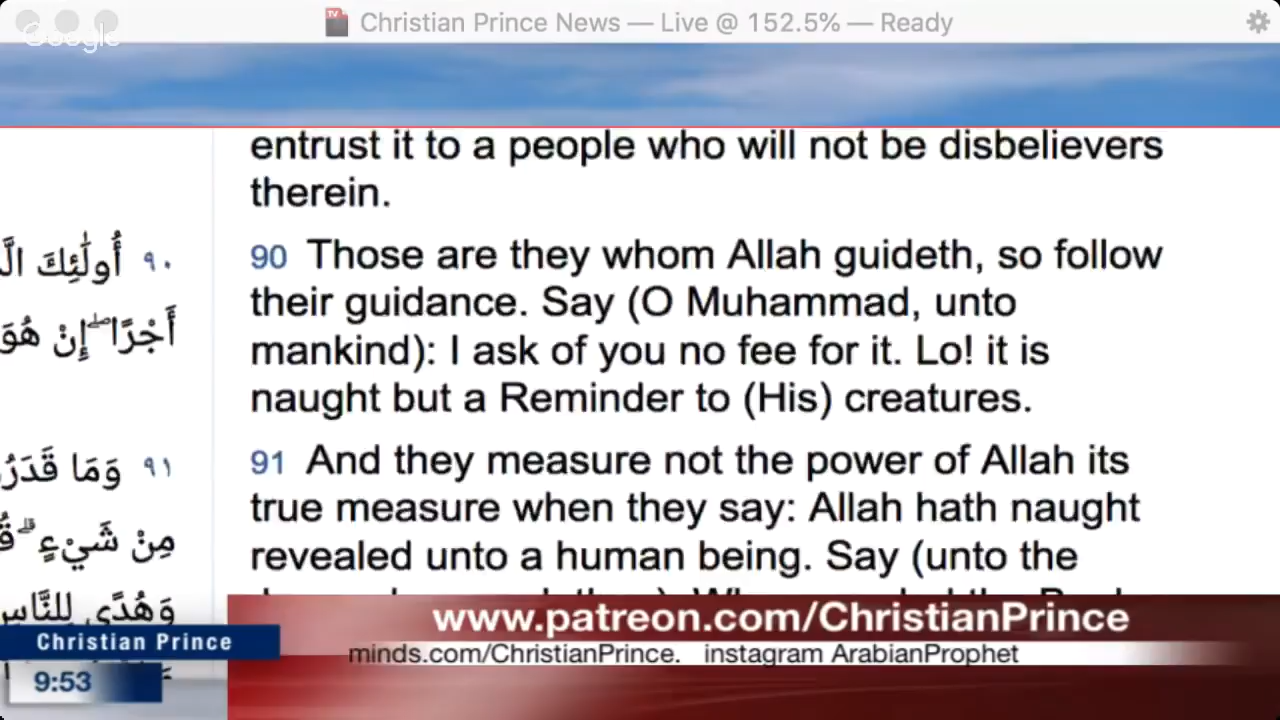 Christian Prince News — Live @ 152.5% — Ready
Google
entrust it to a people who will not be disbelievers
therein.
90 Those are they whom Allah guideth, so follow
their guidance. Say (O Muhammad, unto
mankind): I ask of you no fee for it. Lo! it is
naught but a Reminder to (His) creatures.
91 And they measure not the power of Allah its
true measure when they say: Allah hath naught
revealed unto a human being. Say (unto the
٩٠ أُولَٰئِكَ
أَجْرًا ۖ إِنْ هُوَ
٩١ وَمَا
مِنْ شَيْءٍ ۗ
وَهُدًى لِلنَّاسِ
www.patreon.com/ChristianPrince
minds.com/ChristianPrince. instagram ArabianProphet
Christian Prince
9:53